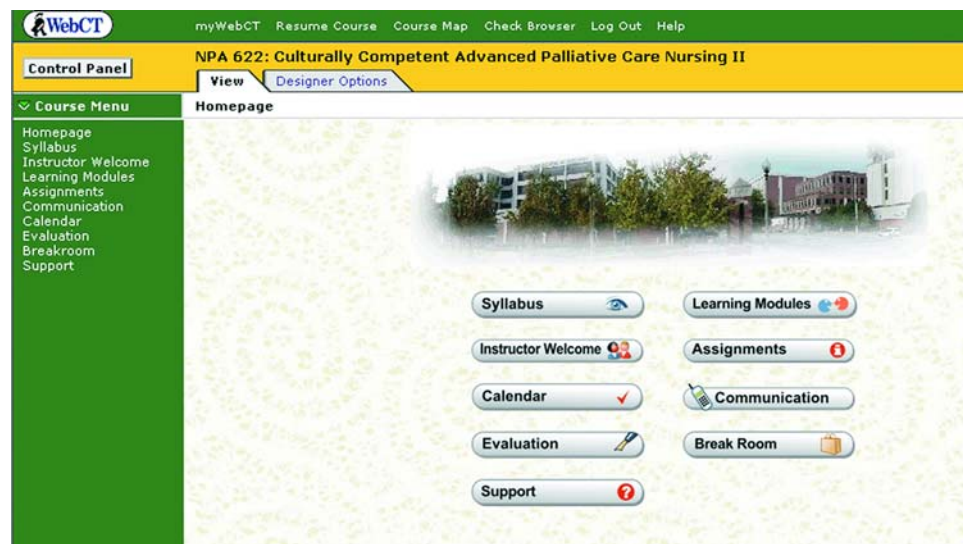 WebCT
myWebCT Resume Course Course Map Check Browser Log Out Help
Control Panel
NPA 622: Culturally Competent Advanced Palliative Care Nursing II
View Designer Options
Course Menu
Homepage
Homepage
Syllabus
Instructor Welcome
Learning Modules
Assignments
Communication
Calendar
Evaluation
Breakroom
Support
Syllabus
Learning Modules
Instructor Welcome
Assignments
Calendar
Communication
Evaluation
Break Room
Support